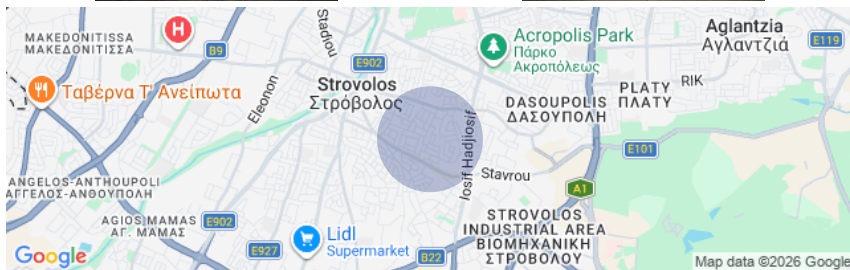 MAKEDONITISSA
ΜΑΚΕΔΟΝΙΤΙΣΣΑ
H
B9
Stadiou
E902
Acropolis Park
Πάρκο
Ακροπόλεως
Aglantzia
Αγλαντζιά
E119
Ταβέρνα Τ' Ανείπωτα
Eleonon
Strovolos
Στρόβολος
Iosif Hadjiosif
DASOUPOLIS
ΔΑΣΟΥΠΟΛΗ
PLATY
ΠΛΑΤΥ
RIK
E101
ANGELOS-ANTHOUPOLI
ΑΓΓΕΛΟΣ-ΑΝΘΟΥΠΟΛΗ
Stavrou
A1
AGIOS MAMAS
ΑΓ. ΜΑΜΑΣ
E902
E927
Lidl
Supermarket
B22
STROVOLOS
INDUSTRIAL AREA
ΒΙΟΜΗΧΑΝΙΚΗ
ΣΤΡΟΒΟΛΟΥ
Google
Map data ©2026 Google